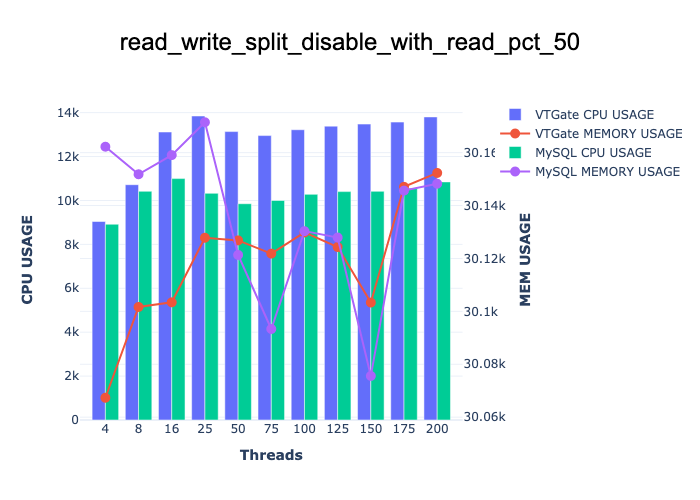 read_write_split_disable_with_read_pct_50
VTGate CPU USAGE
VTGate MEMORY USAGE
MySQL CPU USAGE
MySQL MEMORY USAGE
CPU USAGE
14k
12k
10k
8k
6k
4k
2k
0
30.16
30.14k
30.12k
30.1k
30.08k
30.06k
MEM USAGE
4 8 16 25 50 75 100 125 150 175 200
Threads